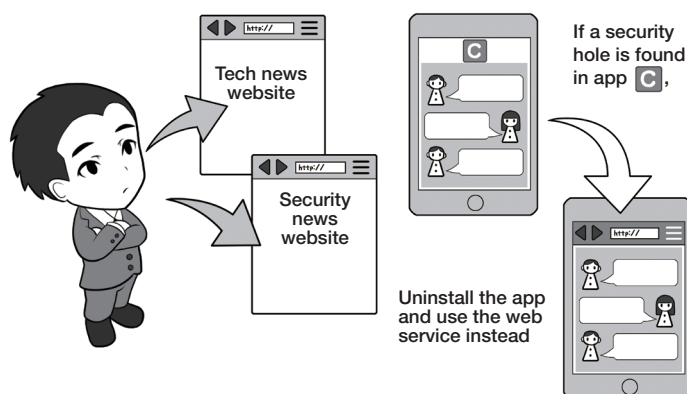 http://
Tech news
website
http://
Security
news
website
C
If a security
hole is found
in app C,
http://
Uninstall the app
and use the web
service instead